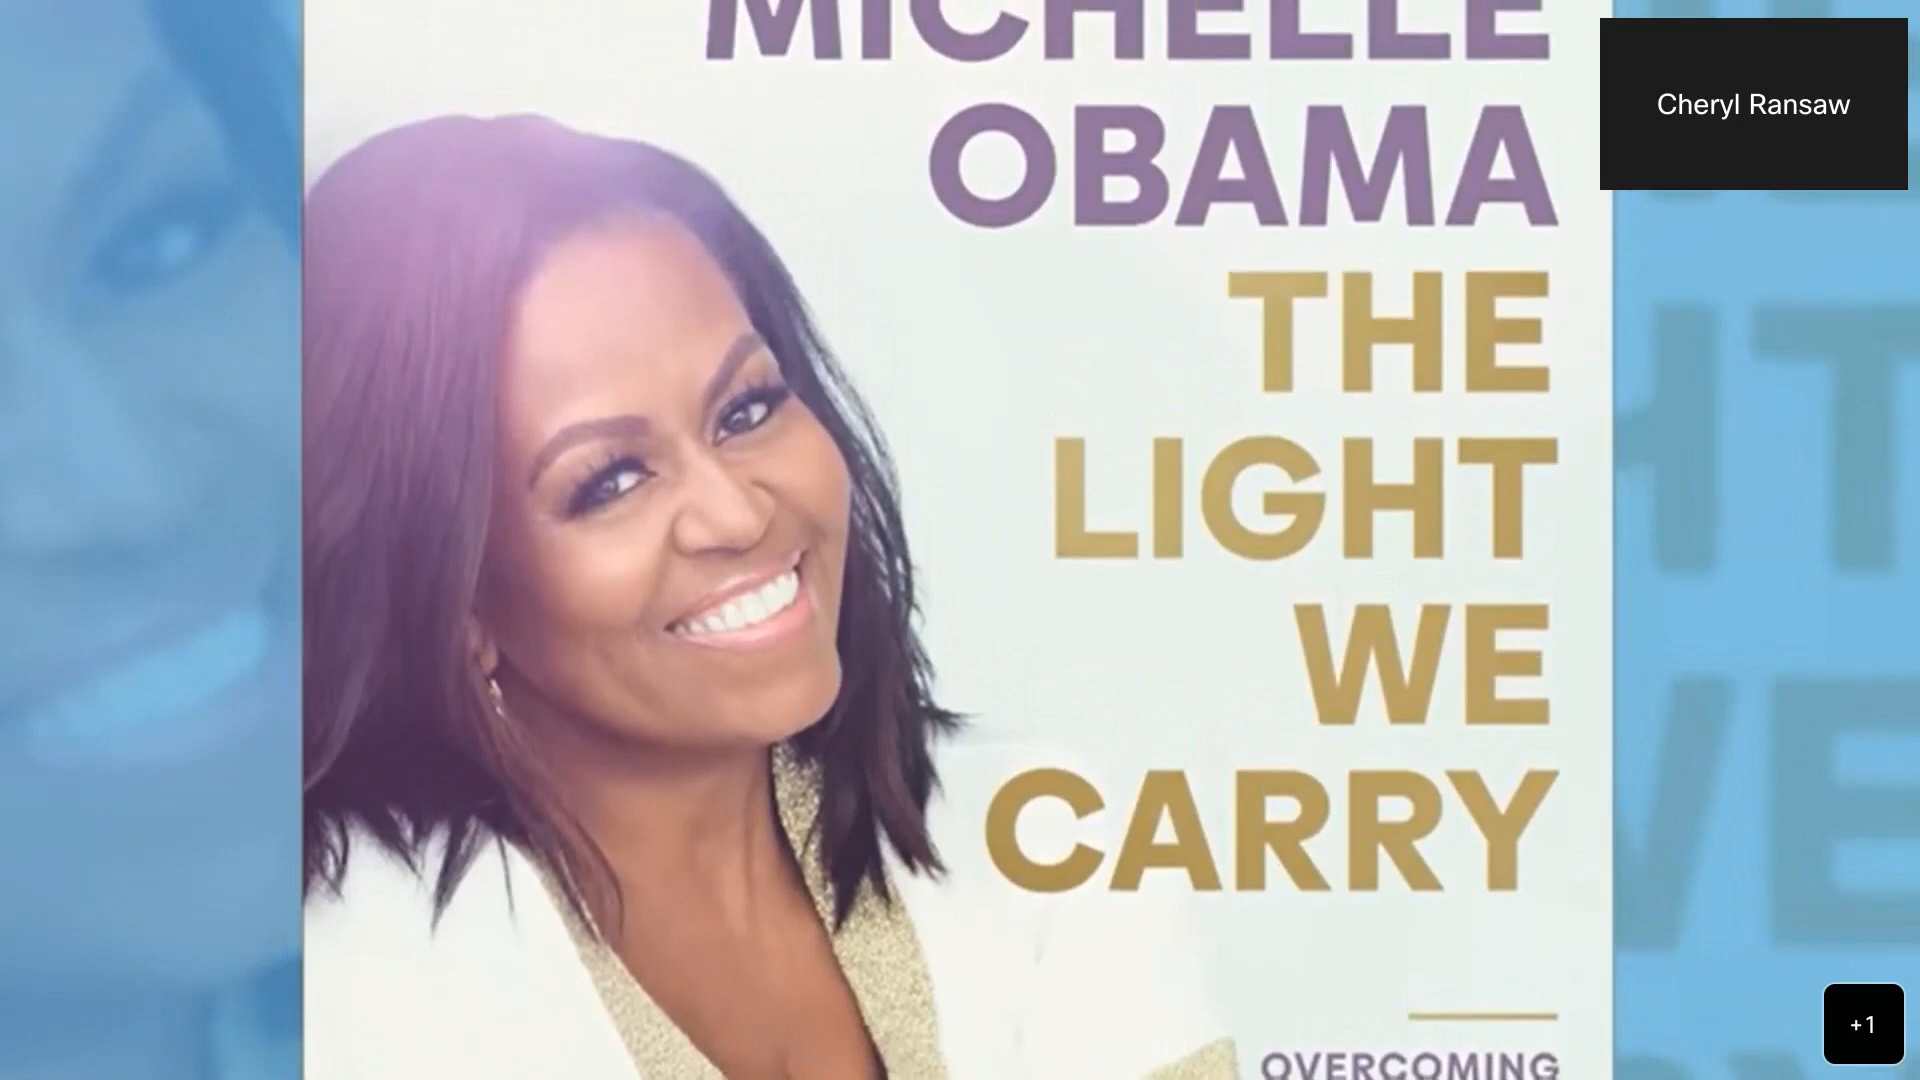 MICHELLE
OBAMA
THE
LIGHT
WE
CARRY
OVERCOMING
Cheryl Ransaw
+1